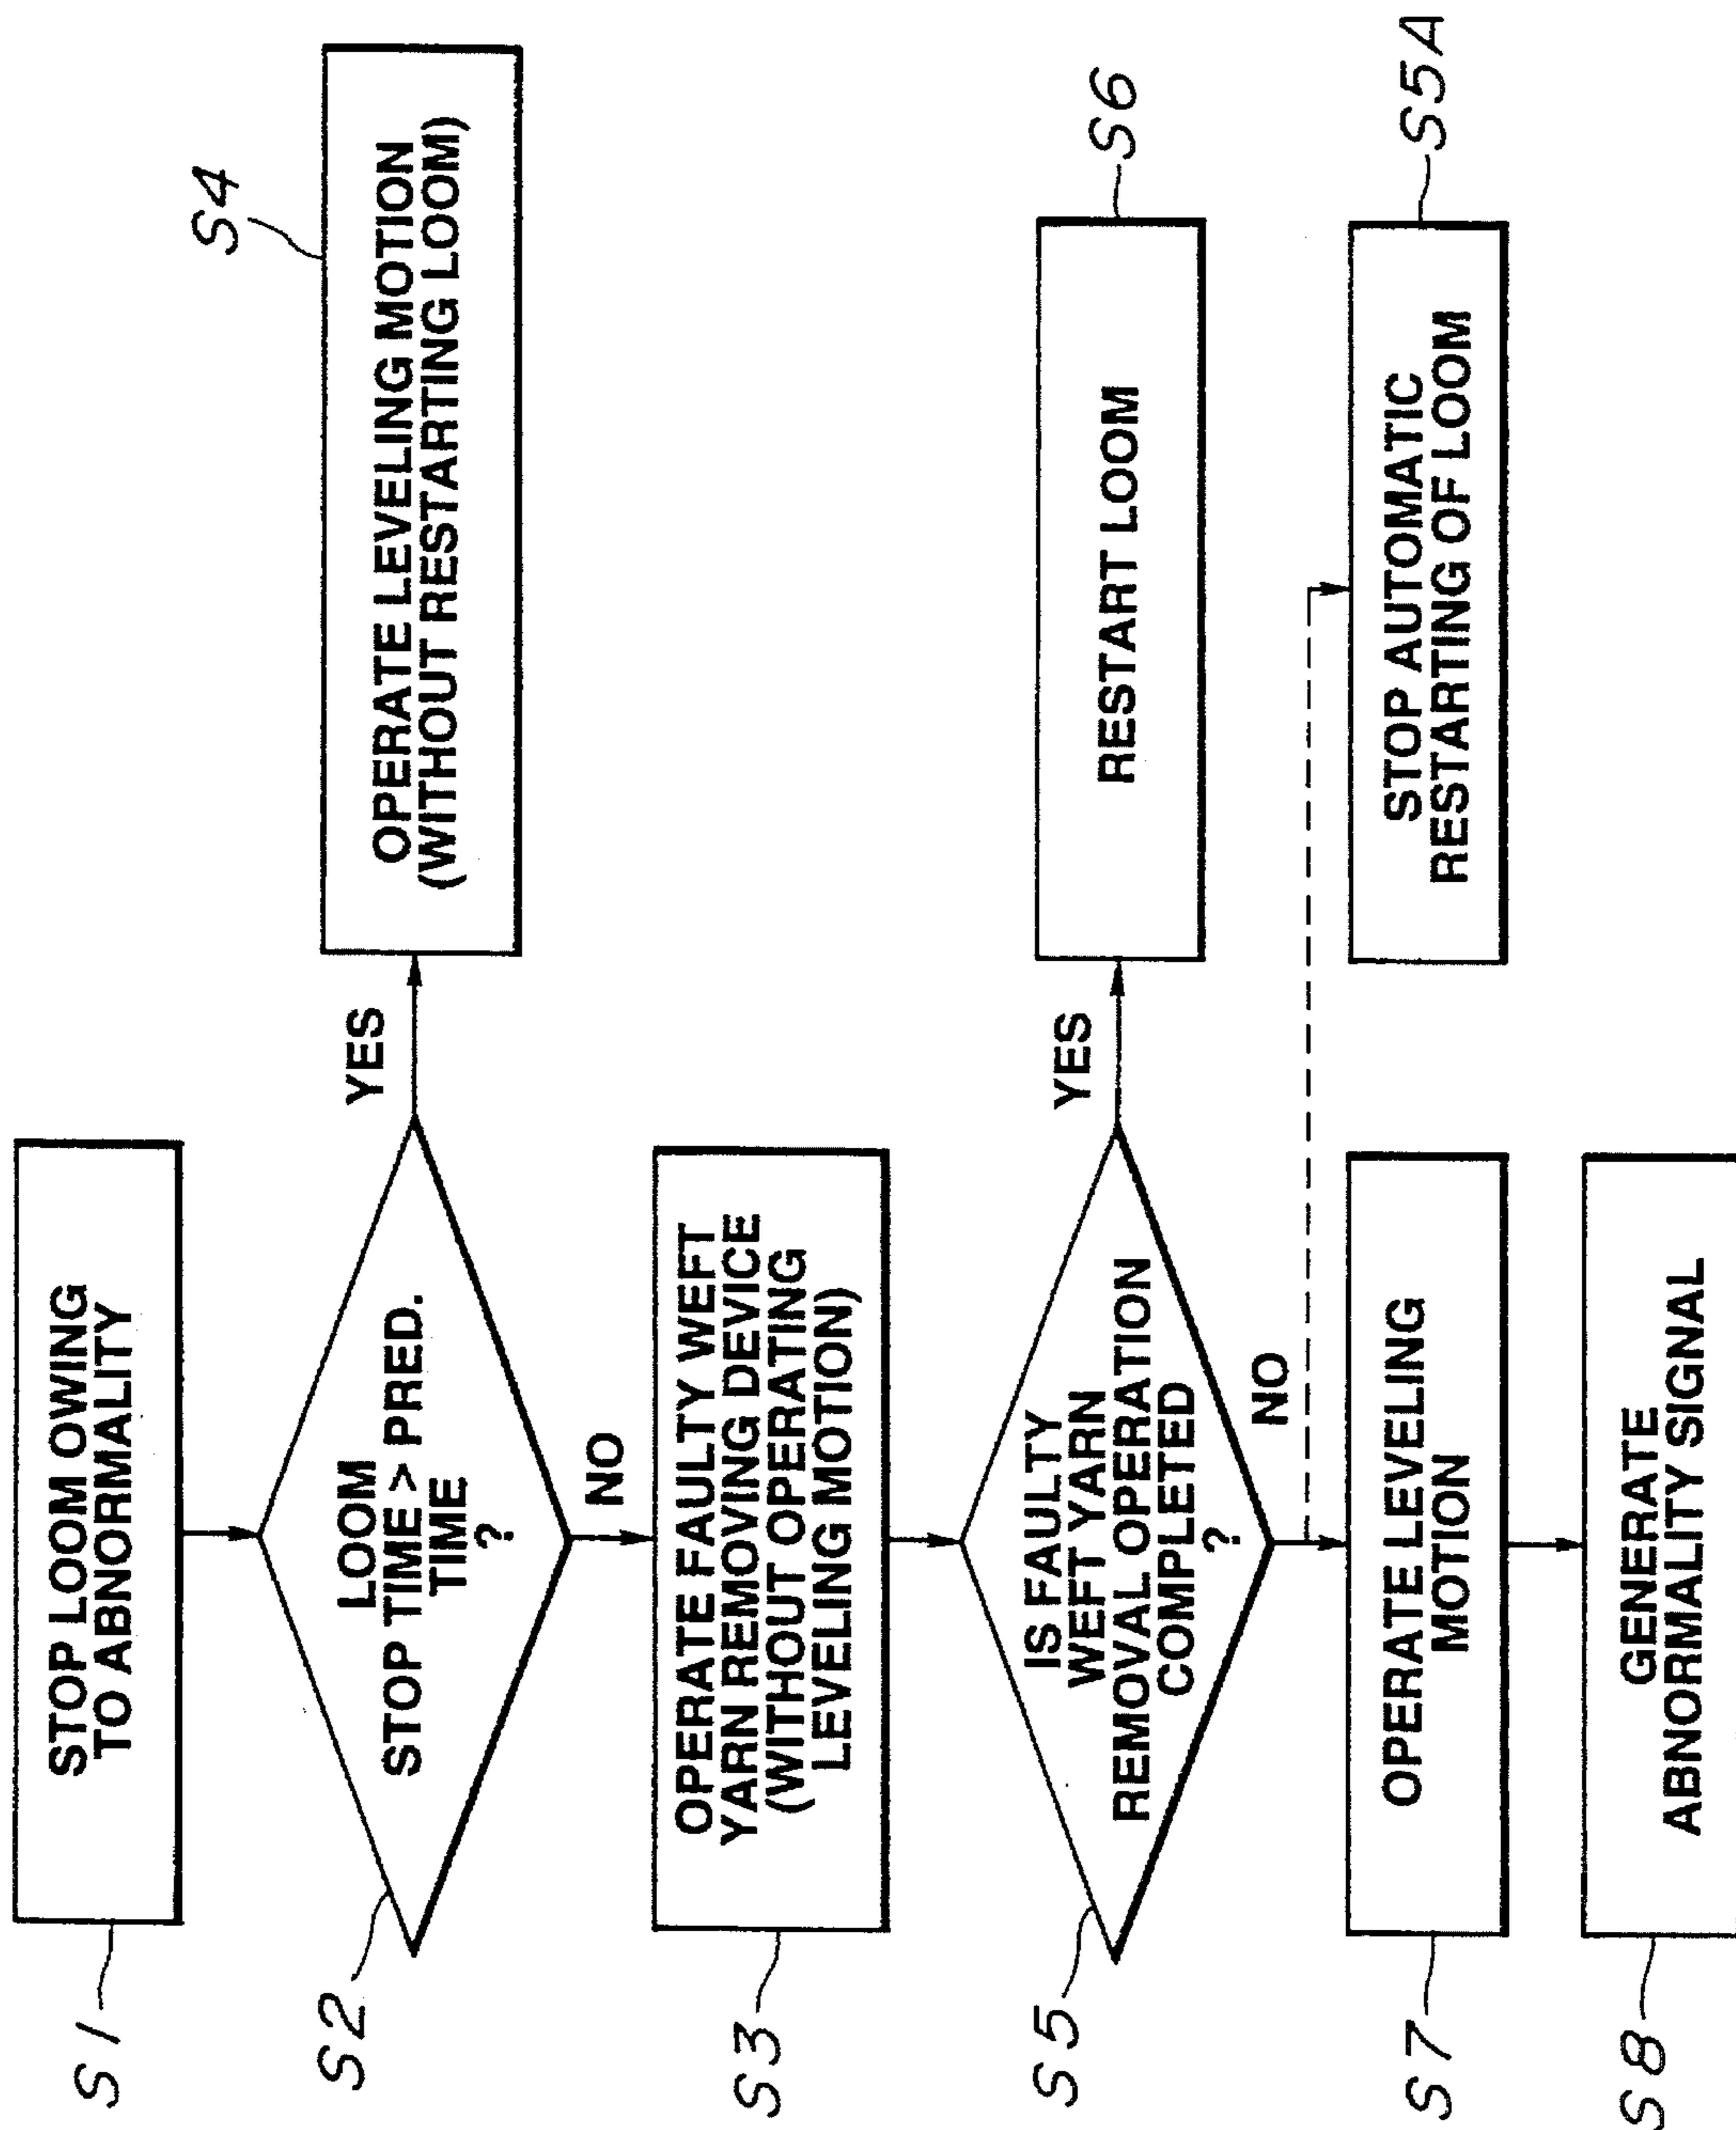 S1
STOP LOOM OWING
TO ABNORMALITY
S2
LOOM
STOP TIME > PRED.
TIME
?
YES
S4
OPERATE LEVELING MOTION
(WITHOUT RESTARTING LOOM)
NO
S3
OPERATE FAULTY WEFT
YARN REMOVING DEVICE
(WITHOUT OPERATING
LEVELING MOTION)
S5
IS FAULTY
WEFT YARN
REMOVAL OPERATION
COMPLETED
?
YES
S6
RESTART LOOM
NO
S7
OPERATE LEVELING
MOTION
S5A
STOP AUTOMATIC
RESTARTING OF LOOM
S8
GENERATE
ABNORMALITY SIGNAL